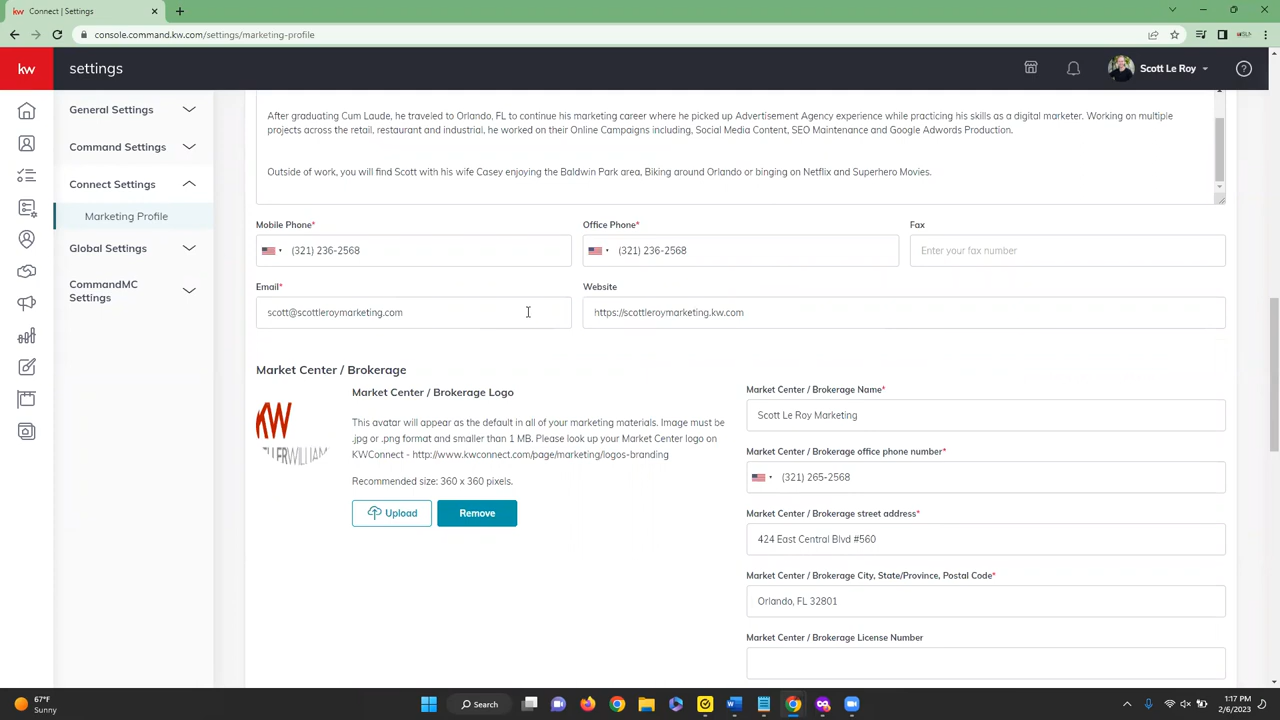 kw Connect | Settings
console.command.kw.com/settings/marketing-profile
kw settings
Scott Le Roy
General Settings
Command Settings
Connect Settings
Marketing Profile
Global Settings
CommandMC
Settings
After graduating Cum Laude, he traveled to Orlando, FL to continue his marketing career where he picked up Advertisement Agency experience while practicing his skills as a digital marketer. Working on multiple
projects across the retail, restaurant and industrial, he worked on their Online Campaigns including, Social Media Content, SEO Maintenance and Google Adwords Production.
Outside of work, you will find Scott with his wife Casey enjoying the Baldwin Park area, Biking around Orlando or binging on Netflix and Superhero Movies.
Mobile Phone* Office Phone* Fax
(321) 236-2568 (321) 236-2568 Enter your fax number
Email* Website
scott@scottleroymarketing.com https://scottleroymarketing.kw.com
Market Center / Brokerage
Market Center / Brokerage Logo
KW
This avatar will appear as the default in all of your marketing materials. Image must be
.jpg or .png format and smaller than 1 MB. Please look up your Market Center logo on
KWConnect - http://www.kwconnect.com/page/marketing/logos-branding
Recommended size: 360 x 360 pixels.
Upload Remove
Market Center / Brokerage Name*
Scott Le Roy Marketing
Market Center / Brokerage office phone number*
(321) 265-2568
Market Center / Brokerage street address*
424 East Central Blvd #560
Market Center / Brokerage City, State/Province, Postal Code*
Orlando, FL 32801
Market Center / Brokerage License Number
67°F
Sunny
Search
1:17 PM
2/6/2023